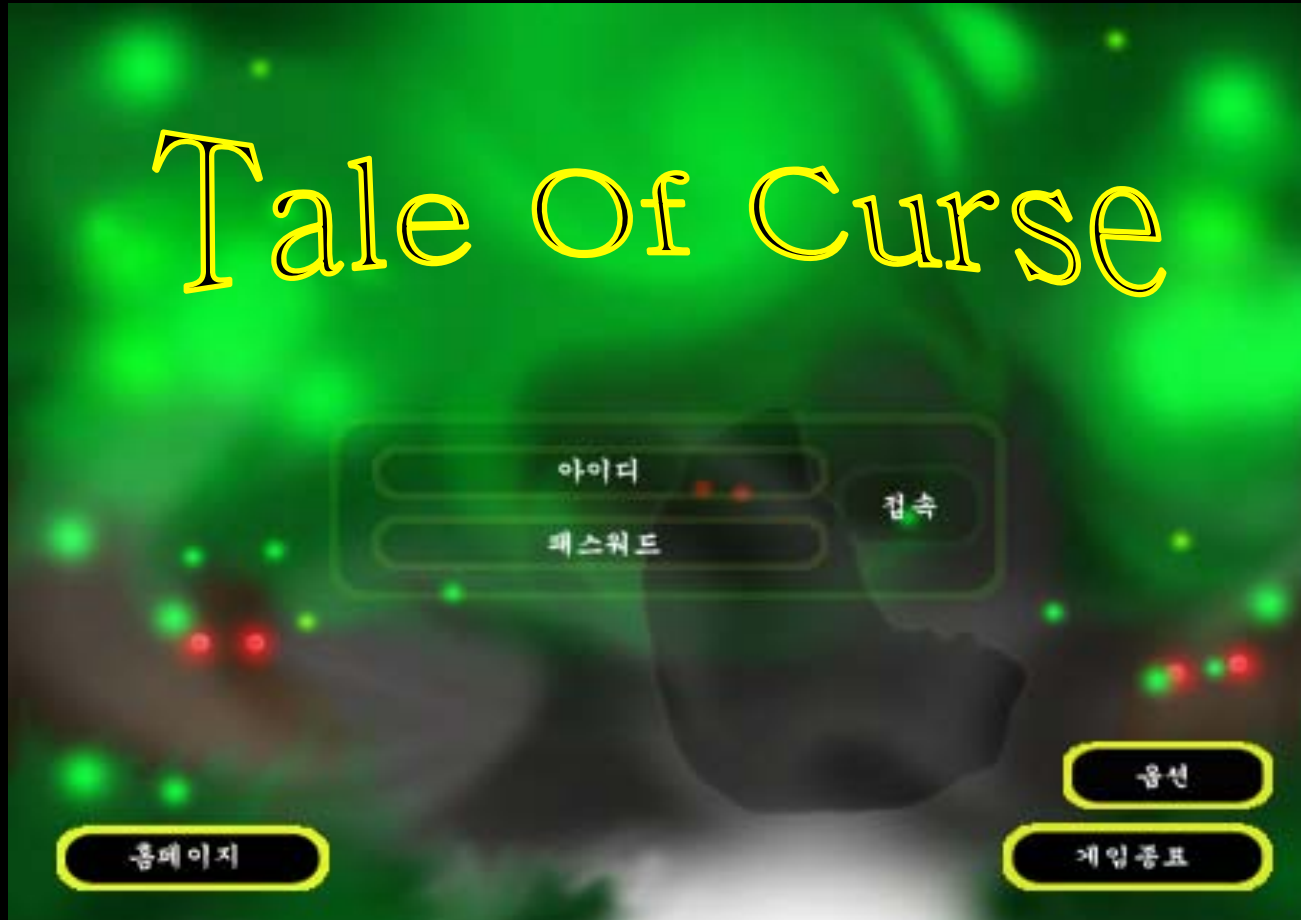 Tale Of Curse
아이디
접속
패스워드
옵션
홈페이지
게임종료